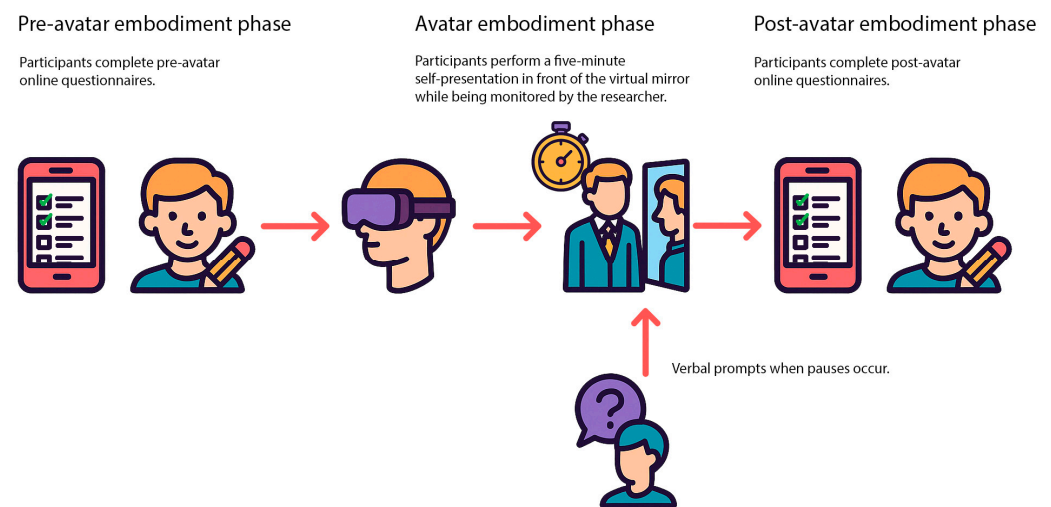 Pre-avatar embodiment phase
Participants complete pre-avatar
online questionnaires.
Avatar embodiment phase
Participants perform a five-minute
self-presentation in front of the virtual mirror
while being monitored by the researcher.
Post-avatar embodiment phase
Participants complete post-avatar
online questionnaires.
Verbal prompts when pauses occur.
?